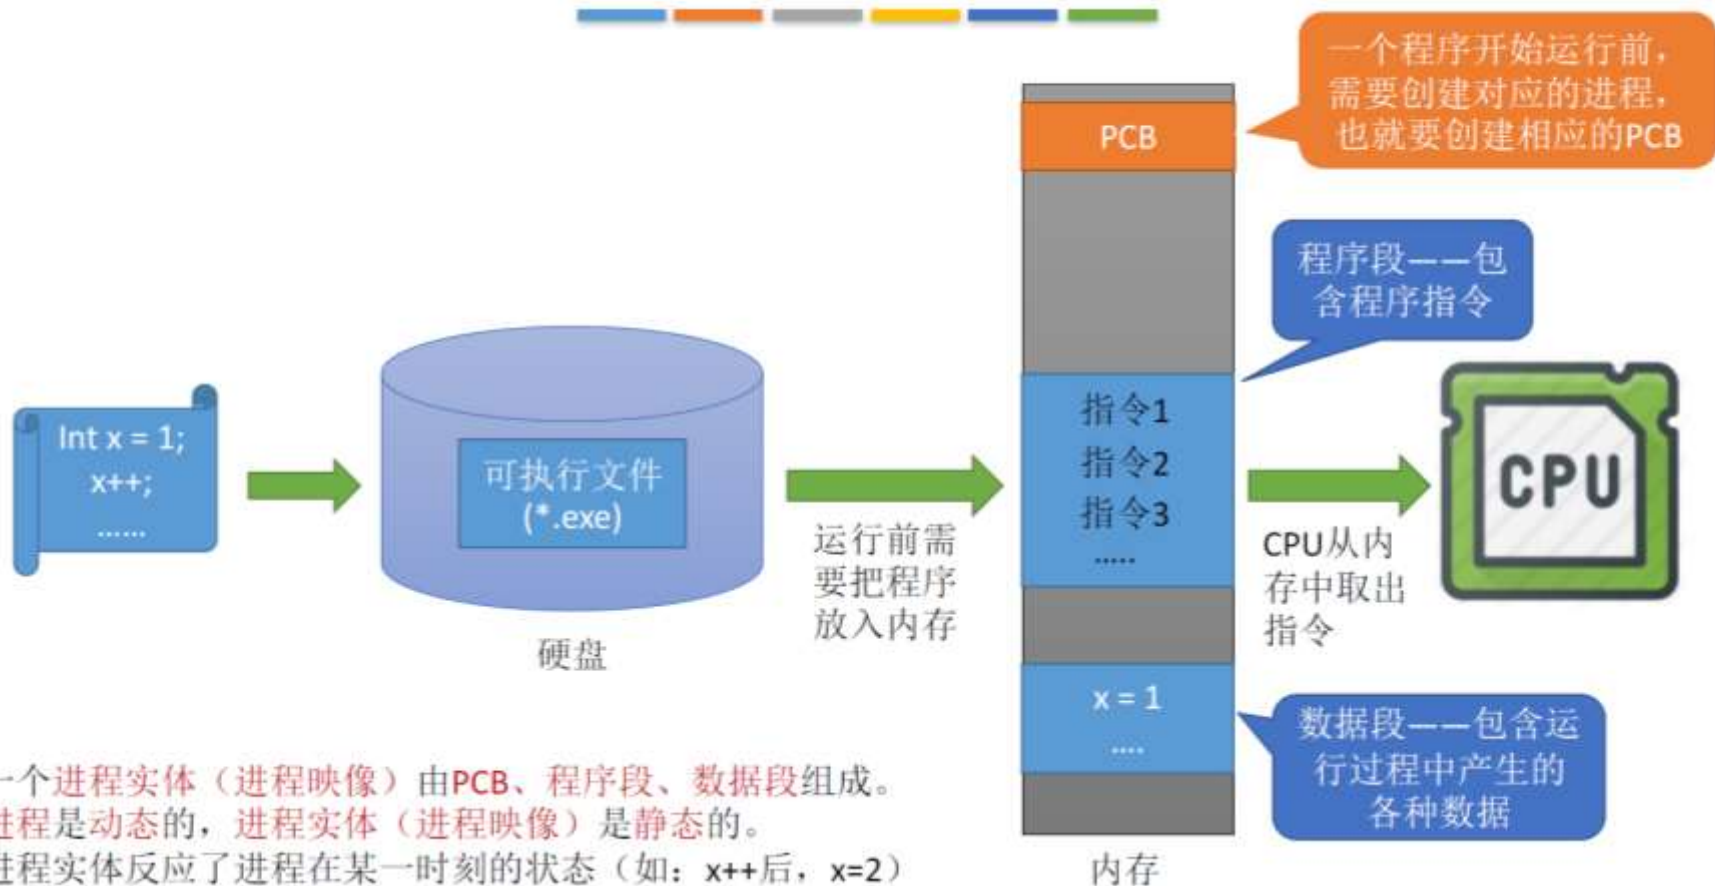 一个程序开始运行前，
需要创建对应的进程，
也就要创建相应的PCB
PCB
程序段——包
含程序指令
Int x = 1;
x++;
......
可执行文件
(*.exe)
硬盘
运行前需
要把程序
放入内存
指令1
指令2
指令3
.....
CPU从内
存中取出
指令
CPU
x = 1
....
数据段——包含运
行过程中产生的
各种数据
内存
一个进程实体（进程映像）由PCB、程序段、数据段组成。
进程是动态的，进程实体（进程映像）是静态的。
进程实体反应了进程在某一时刻的状态（如：x++后，x=2）